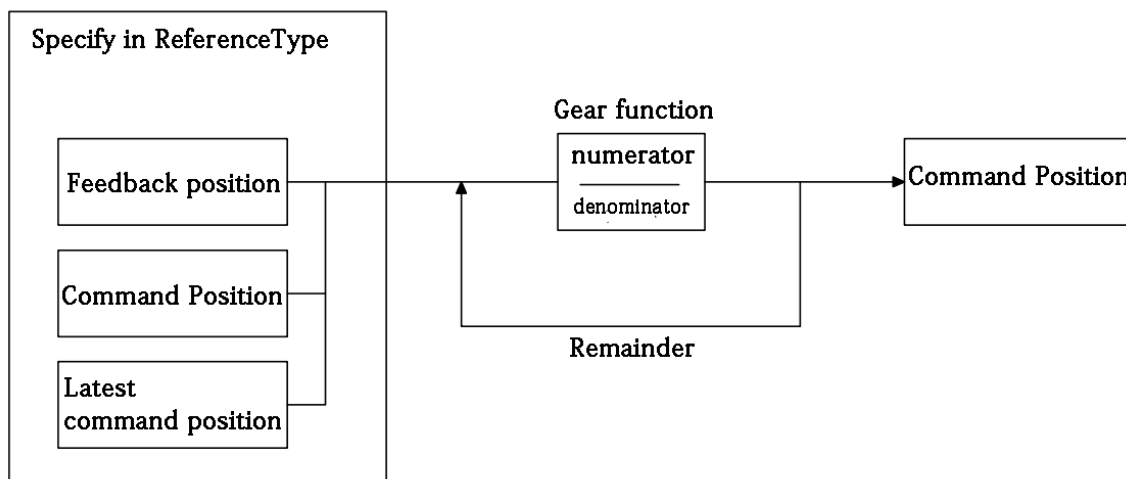 Specify in ReferenceType
Gear function
Feedback position
numerator
denominator
Command Position
Command Position
Remainder
Latest
command position